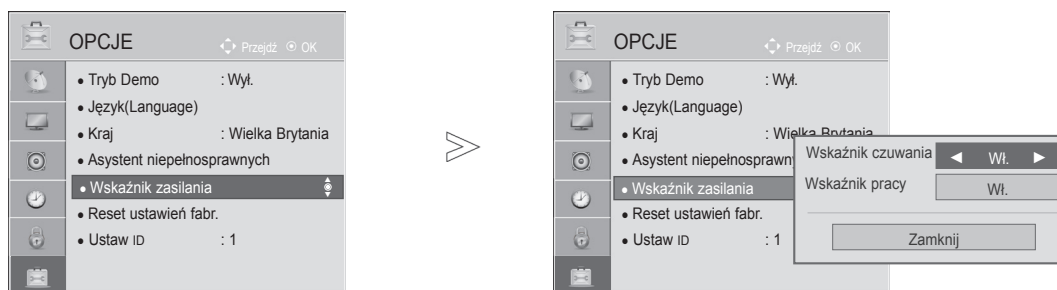 OPCJE
Przejdź OK
• Tryb Demo : Wył.
• Język(Language)
• Kraj : Wielka Brytania
• Asystent niepełnosprawnych
• Wskaźnik zasilania
• Reset ustawień fabr.
• Ustaw ID : 1
OPCJE
Przejdź OK
• Tryb Demo : Wył.
• Język(Language)
• Kraj : Wielka Brytania
• Asystent niepełnosprawn
• Wskaźnik zasilania
• Reset ustawień fabr.
• Ustaw ID : 1
Wskaźnik czuwania ◄ Wł. ►
Wskaźnik pracy Wł.
Zamknij